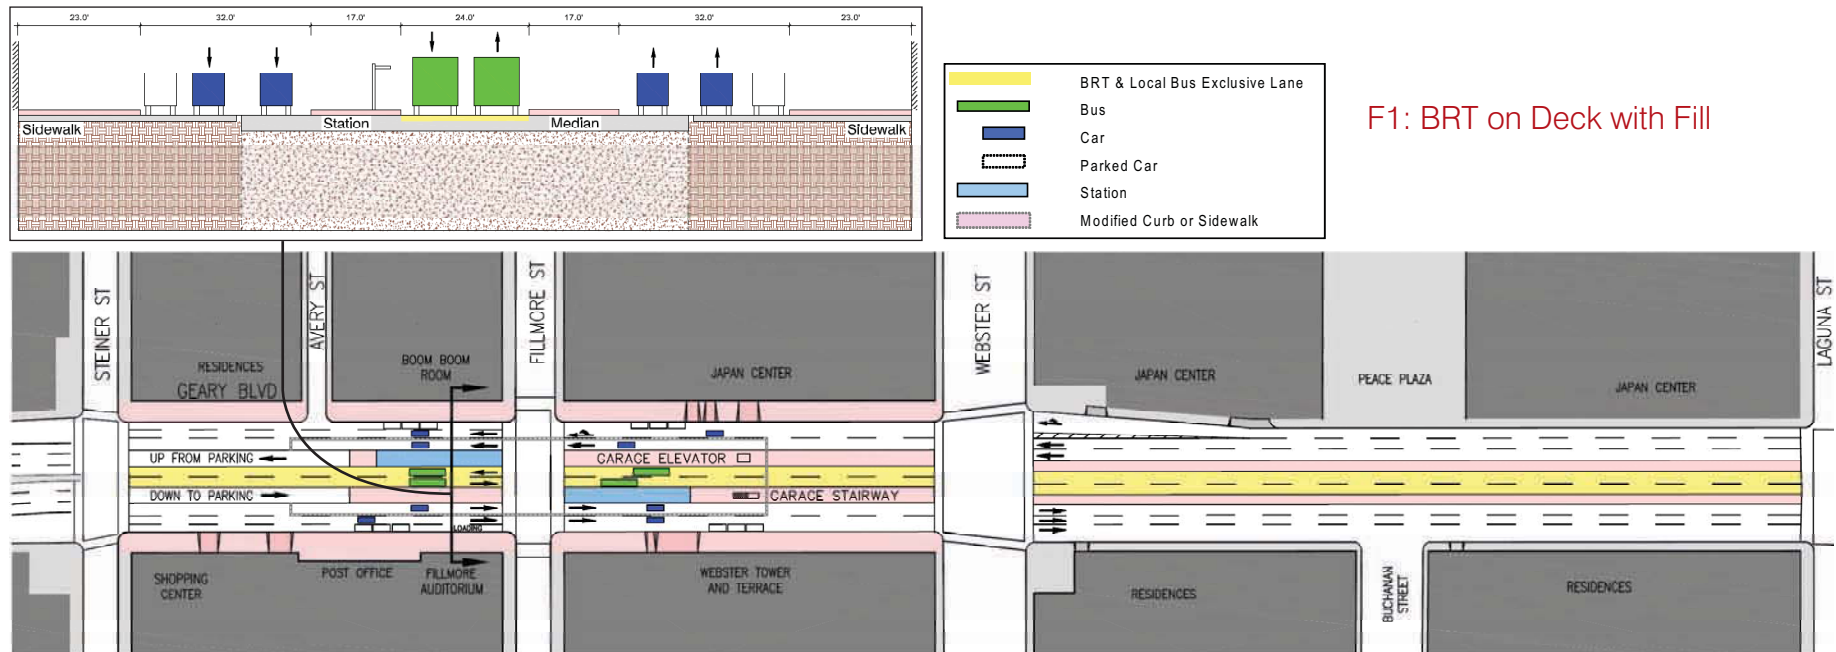 23.0'
32.0'
17.0'
24.0'
17.0'
32.0'
23.0'
Sidewalk
Station
Median
Sidewalk
BRT & Local Bus Exclusive Lane
Bus
Car
Parked Car
Station
Modified Curb or Sidewalk
F1: BRT on Deck with Fill
STEINER ST
AVERY ST
FILLMORE ST
WEBSTER ST
LAGUNA ST
RESIDENCES
GEARY BLVD
BOOM BOOM
ROOM
JAPAN CENTER
JAPAN CENTER
PEACE PLAZA
JAPAN CENTER
UP FROM PARKING
GARAGE ELEVATOR
DOWN TO PARKING
GARAGE STAIRWAY
LOADING
SHOPPING
CENTER
POST OFFICE
FILLMORE
AUDITORIUM
WEBSTER TOWER
AND TERRACE
RESIDENCES
BUCHANAN
STREET
RESIDENCES